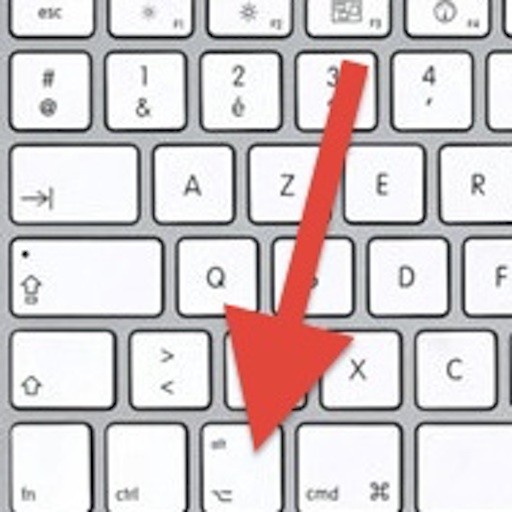 esc F1 F2 F3 F4
# 1 2 3 4
@ & é '
A Z E R
Q D F
>
< X C
alt
fn ctrl ⌥ cmd ⌘